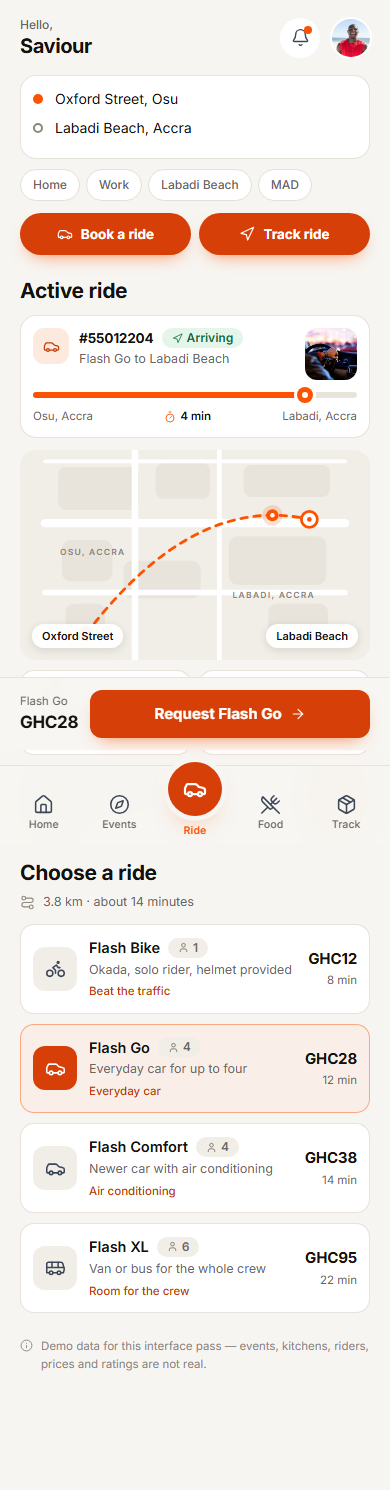 Hello,
Saviour
Oxford Street, Osu
Labadi Beach, Accra
Home Work Labadi Beach MAD
Book a ride Track ride
Active ride
#55012204 Arriving
Flash Go to Labadi Beach
Osu, Accra 4 min Labadi, Accra
OSU, ACCRA
LABADI, ACCRA
Oxford Street Labadi Beach
Flash Go
GHC28
Request Flash Go
Home Events Ride Food Track
Choose a ride
3.8 km · about 14 minutes
Flash Bike 1
GHC12
Okada, solo rider, helmet provided
8 min
Beat the traffic
Flash Go 4
GHC28
Everyday car for up to four
12 min
Everyday car
Flash Comfort 4
GHC38
Newer car with air conditioning
14 min
Air conditioning
Flash XL 6
GHC95
Van or bus for the whole crew
22 min
Room for the crew
Demo data for this interface pass — events, kitchens, riders,
prices and ratings are not real.